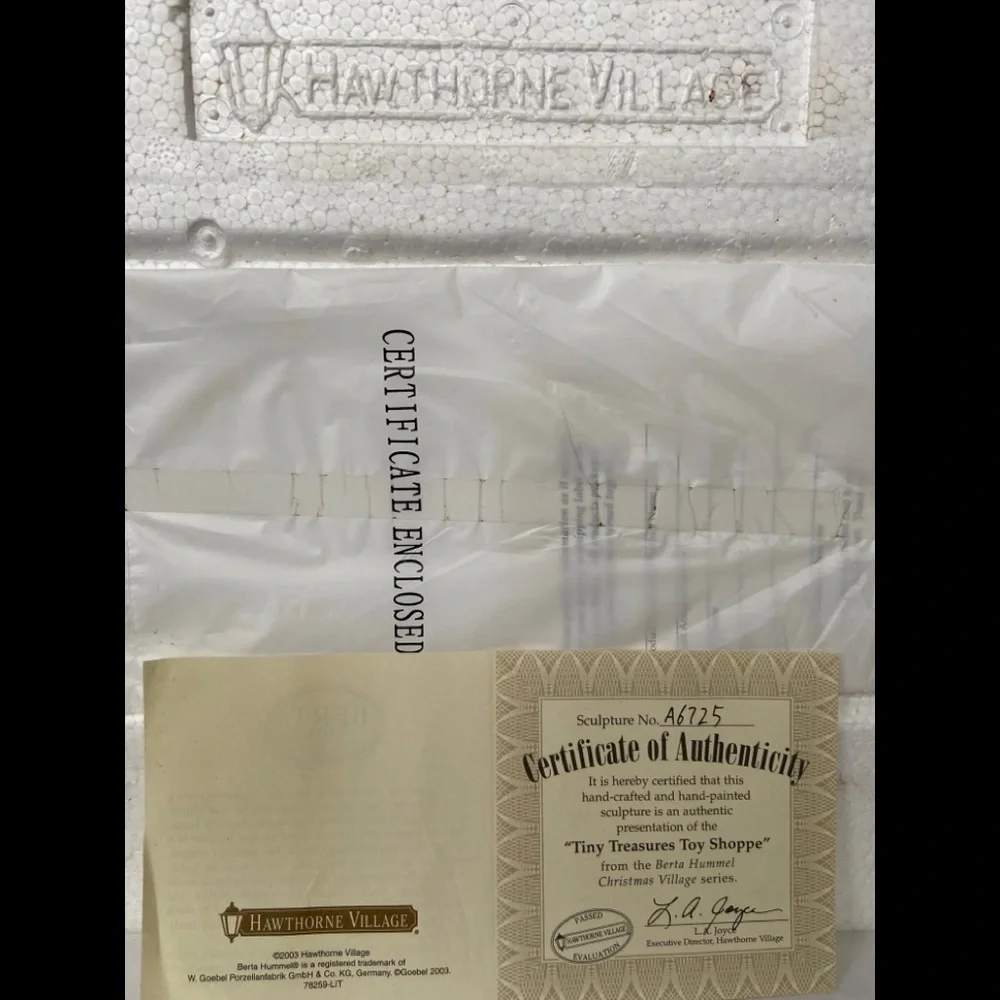 HAWTHORNE VILLAGE
CERTIFICATE ENCLOSED
Sculpture No. A6725
Certificate of Authenticity
It is hereby certified that this
hand-crafted and hand-painted
sculpture is an authentic
presentation of the
“Tiny Treasures Toy Shoppe”
from the Berta Hummel
Christmas Village series.
L. A. Joyce
L.A. Joyce
Executive Director, Hawthorne Village
PASSED
HAWTHORNE VILLAGE
EVALUATION
HAWTHORNE VILLAGE
©2003 Hawthorne Village
Berta Hummel® is a registered trademark of
W. Goebel Porzellanfabrik GmbH & Co. KG, Germany. ©Goebel 2003.
78259-LIT